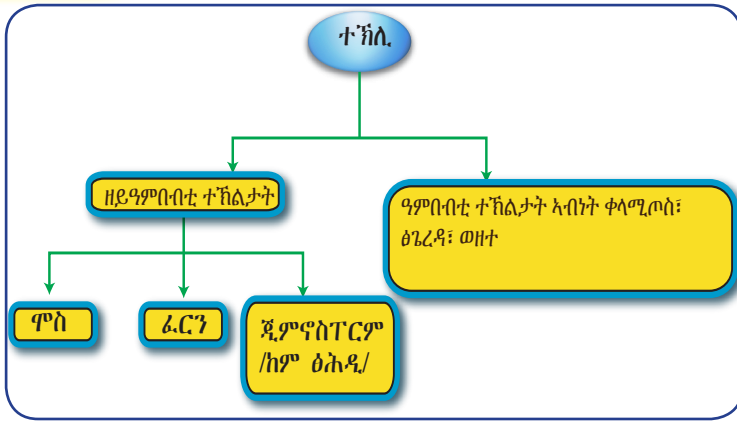 ተኽሊ
ዘይዓምበብቲ ተኽልታት
ዓምበብቲ ተኽልታት ኣብነት ቀላሚጦስ፣
ፅጌረዳ፣ ወዘተ
ሞስ
ፈርን
ጂምኖስፐርም
/ከም ፅሕዲ/